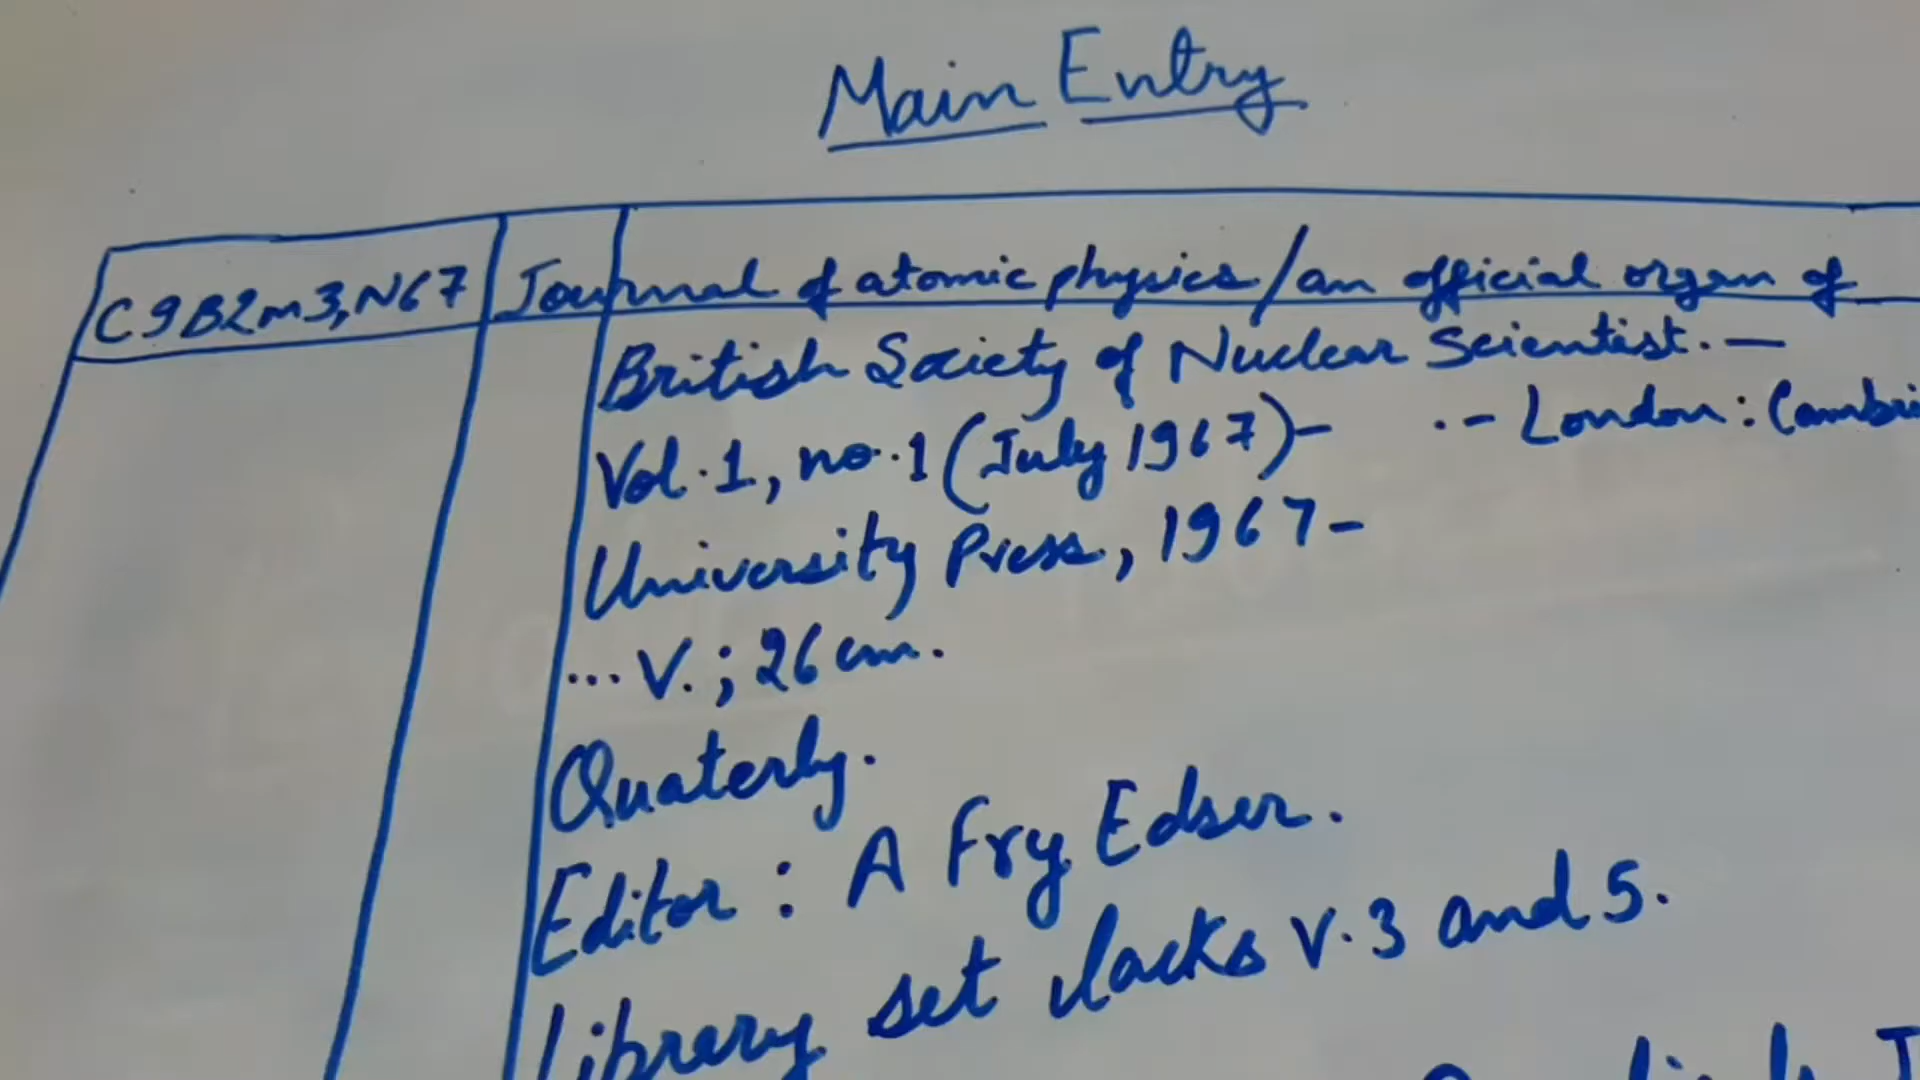 Main Entry
C9B2m3,N67 Journal of atomic physics/an official organ of
British Society of Nuclear Scientist. —
Vol. 1, no. 1 (July 1967)- .- London : Cambri
University Press, 1967-
... V. ; 26 cm.
Quaterly.
Editor : A Fry Edser.
Library set lacks v. 3 and 5.